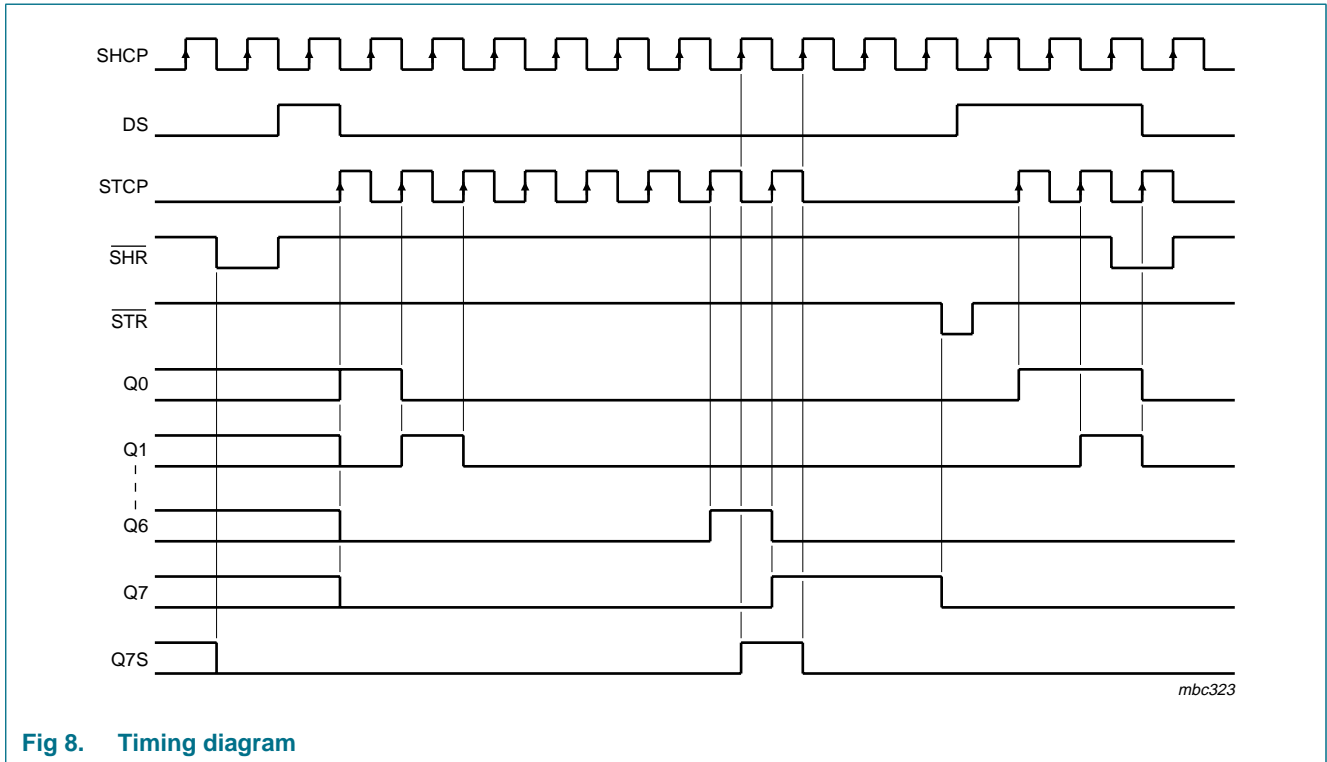 SHCP
DS
STCP
SHR
STR
Q0
Q1
Q6
Q7
Q7S
mbc323
Fig 8. Timing diagram